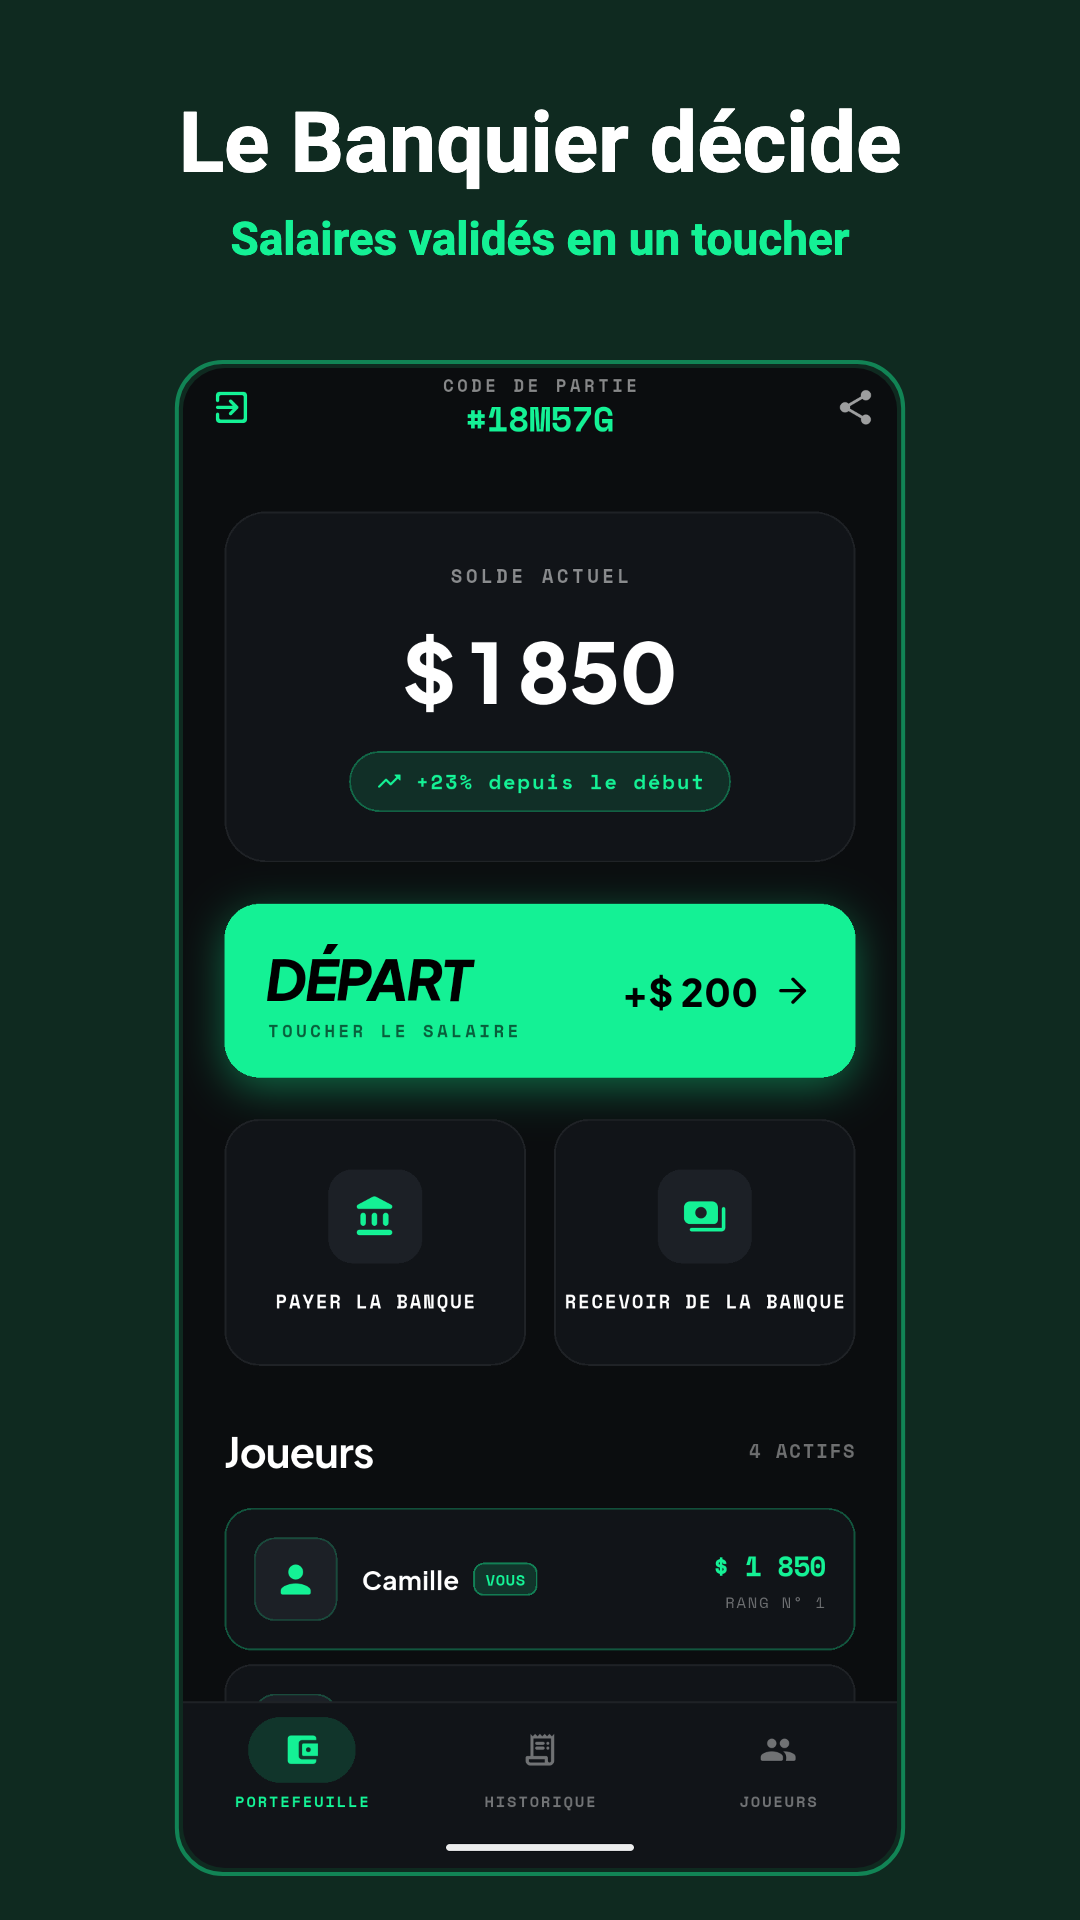 Le Banquier décide
Salaires validés en un toucher
CODE DE PARTIE
#18M57G
SOLDE ACTUEL
$1 850
+23% depuis le début
DÉPART
TOUCHER LE SALAIRE
+$ 200
PAYER LA BANQUE
RECEVOIR DE LA BANQUE
Joueurs
4 ACTIFS
Camille
VOUS
$ 1 850
RANG N° 1
PORTEFEUILLE
HISTORIQUE
JOUEURS